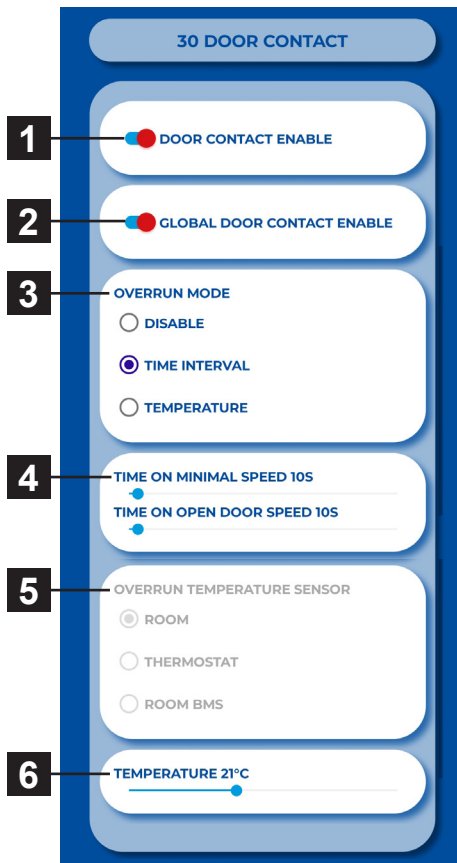 30 DOOR CONTACT
1
DOOR CONTACT ENABLE
2
GLOBAL DOOR CONTACT ENABLE
3
OVERRUN MODE
DISABLE
TIME INTERVAL
TEMPERATURE
4
TIME ON MINIMAL SPEED 10S
TIME ON OPEN DOOR SPEED 10S
5
OVERRUN TEMPERATURE SENSOR
ROOM
THERMOSTAT
ROOM BMS
6
TEMPERATURE 21°C